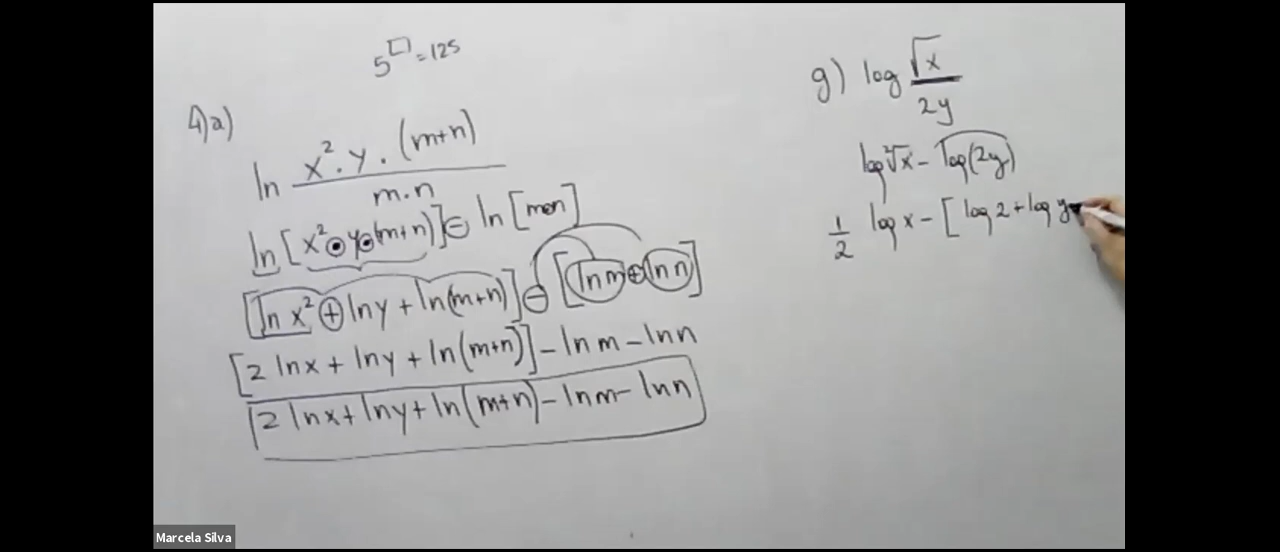 5^□ = 125
4)a)
ln x².y.(m+n) / m.n
ln [x².y.(m+n)] - ln [m.n]
[ln x² + ln y + ln(m+n)] - [ln m + ln n]
[2 ln x + ln y + ln(m+n)] - ln m - ln n
2 ln x + ln y + ln(m+n) - ln m - ln n
g) log √x / 2y
log ²√x - log(2y)
1/2 log x - [log 2 + log y
Marcela Silva